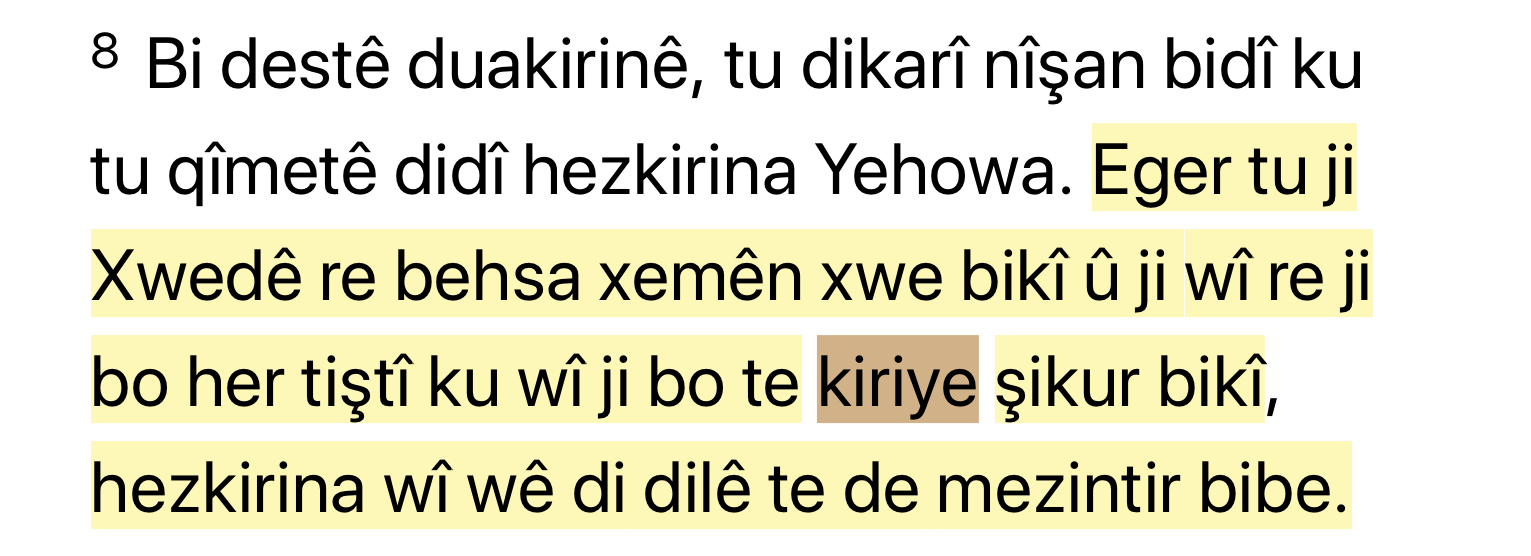 8 Bi destê duakirinê, tu dikarî nîşan bidî ku
tu qîmetê didî hezkirina Yehowa. Eger tu ji
Xwedê re behsa xemên xwe bikî û ji wî re ji
bo her tiştî ku wî ji bo te kiriye şikur bikî,
hezkirina wî wê di dilê te de mezintir bibe.